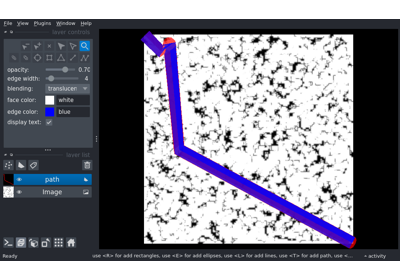 File View Plugins Window Help
layer controls
opacity: 0.70
edge width: 4
blending: translucent
face color: white
edge color: blue
display text:
layer list
path
Image
Ready
use <R> for add rectangles, use <E> for add ellipses, use <L> for add lines, use <T> for add path, use <...
activity